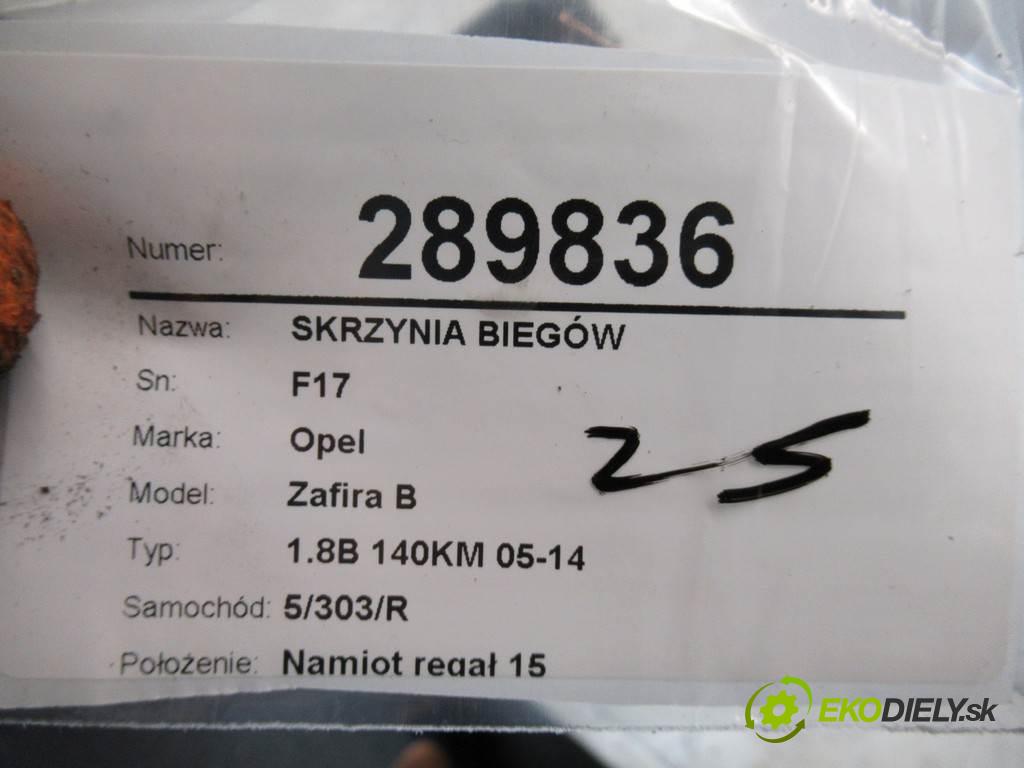 Numer: 289836
Nazwa: SKRZYNIA BIEGÓW
Sn: F17
Marka: Opel
25
Model: Zafira B
Typ: 1.8B 140KM 05-14
Samochód: 5/303/R
Położenie: Namiot regał 15
EKODIELY.sk